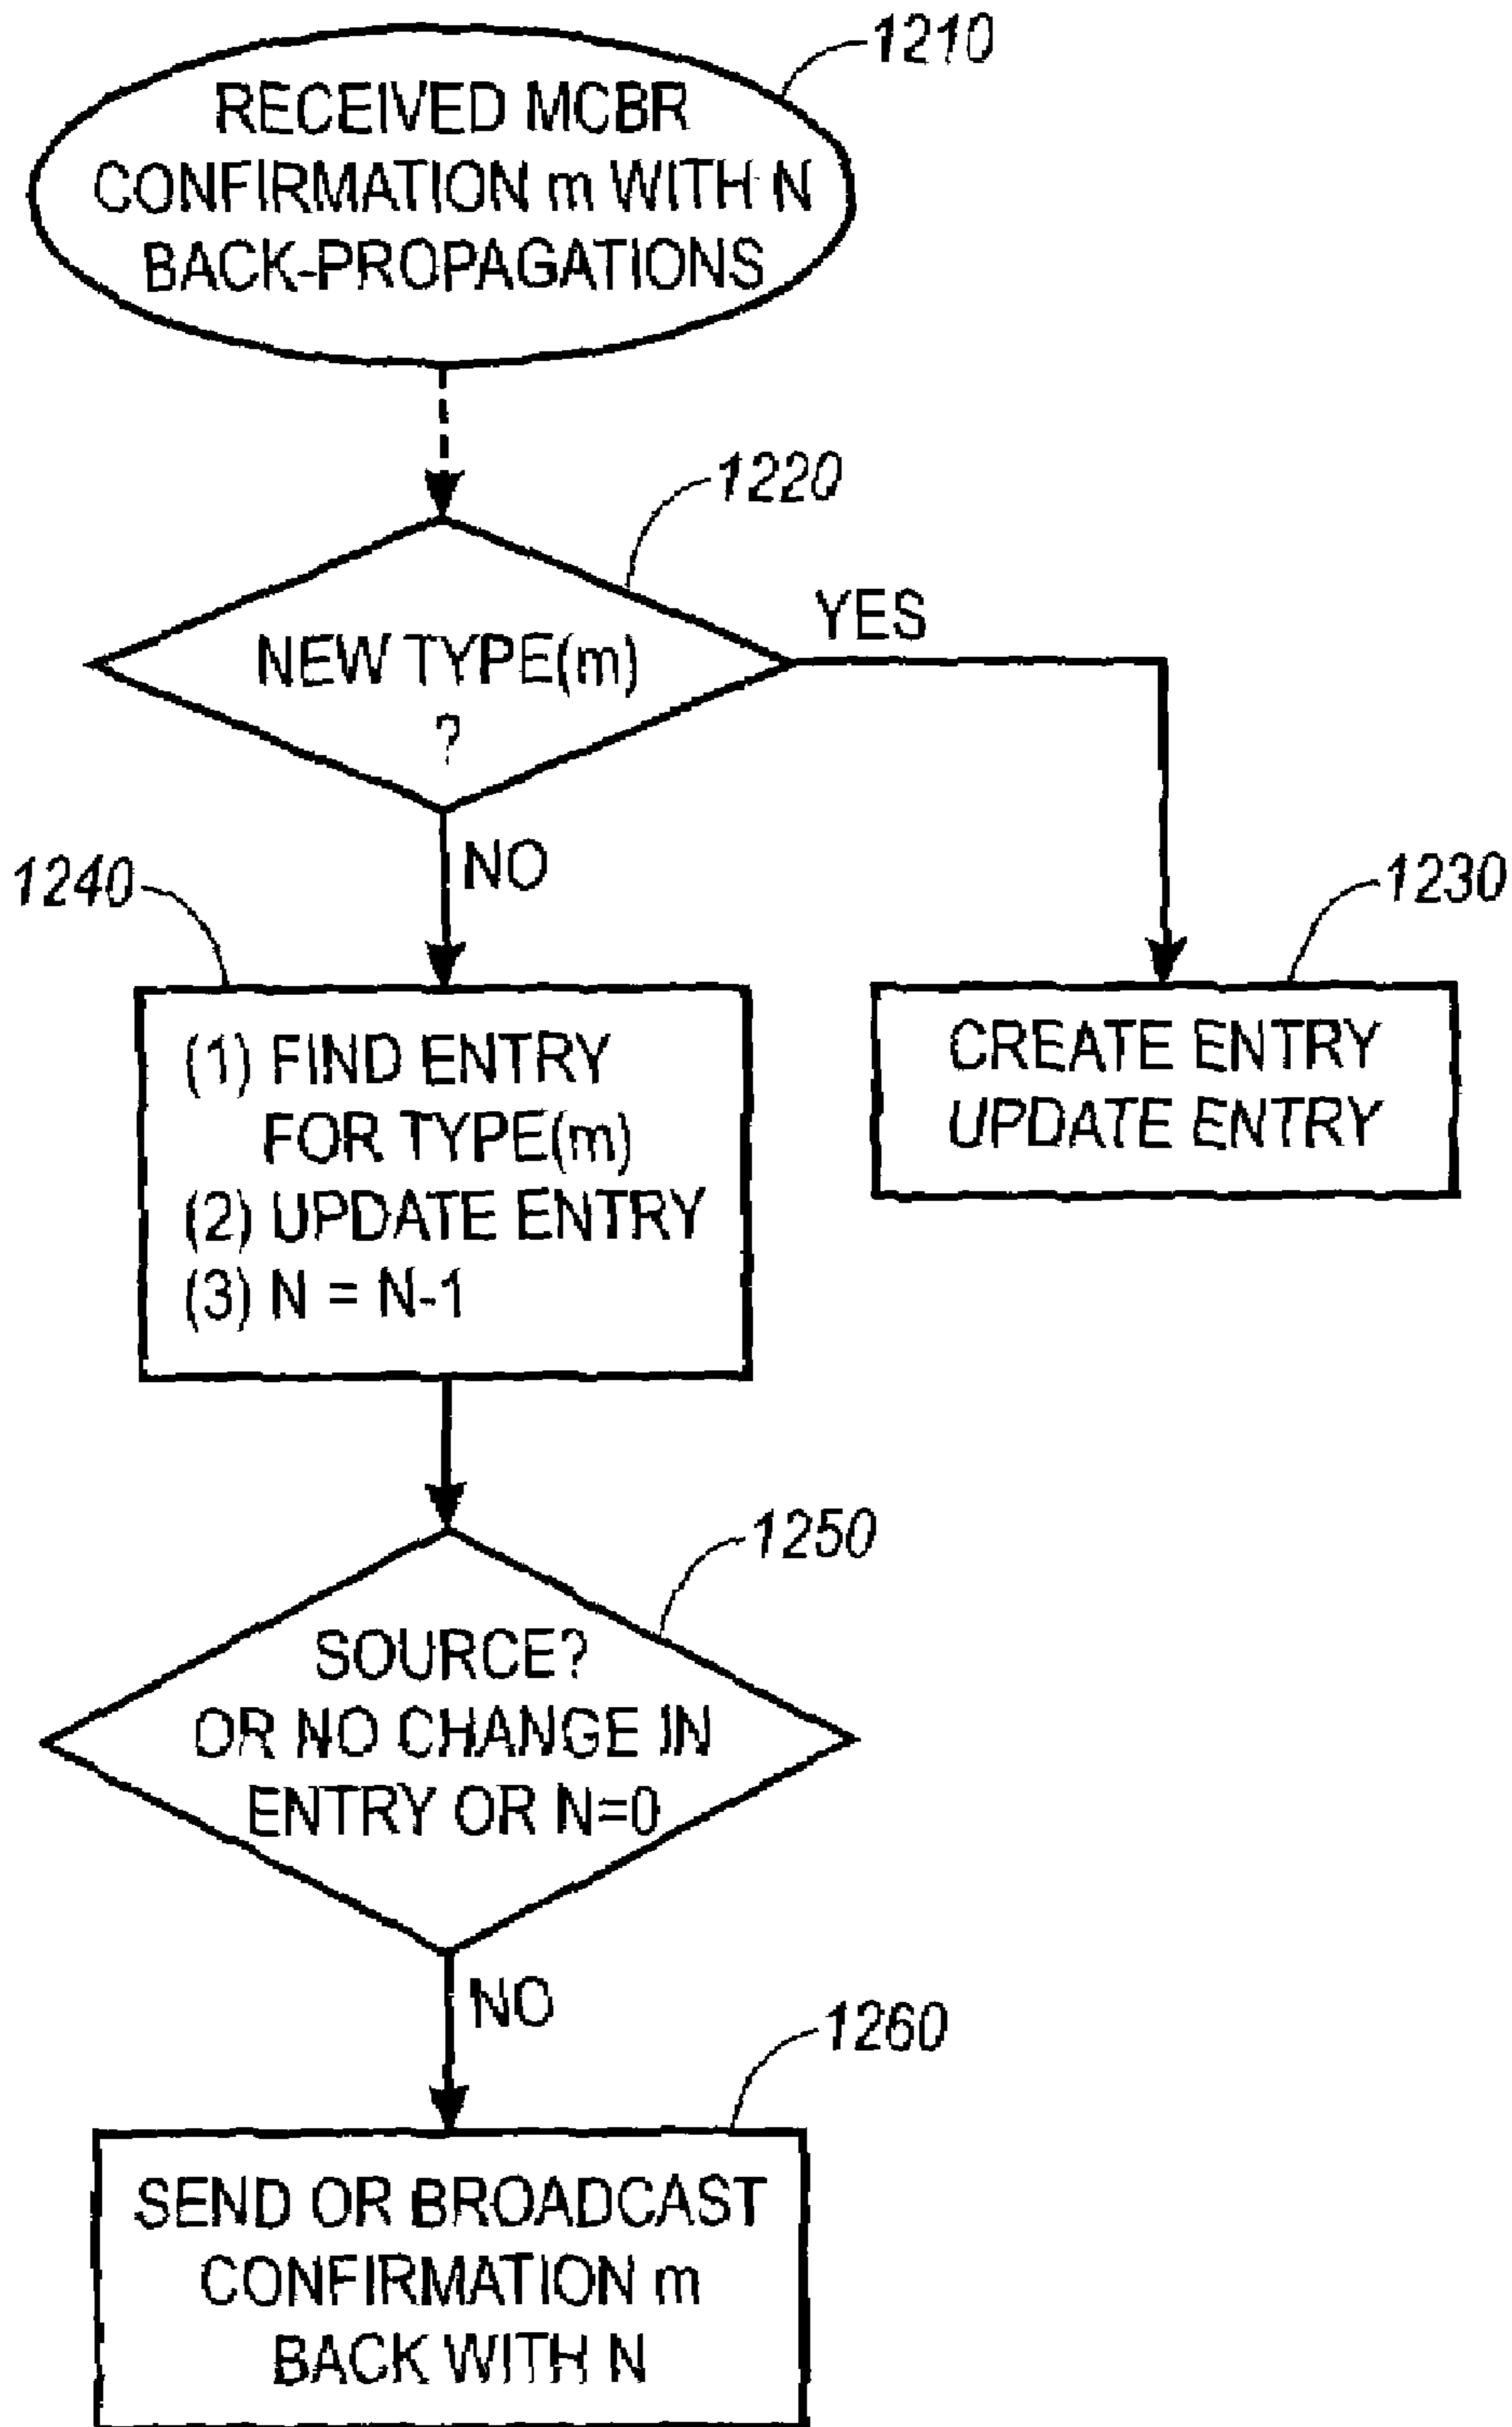 1210
RECEIVED MCBR
CONFIRMATION m WITH N
BACK-PROPAGATIONS
1220
NEW TYPE(m)
?
YES
NO
1240
1230
(1) FIND ENTRY
FOR TYPE(m)
(2) UPDATE ENTRY
(3) N = N-1
CREATE ENTRY
UPDATE ENTRY
1250
SOURCE?
OR NO CHANGE IN
ENTRY OR N=0
NO
1260
SEND OR BROADCAST
CONFIRMATION m
BACK WITH N